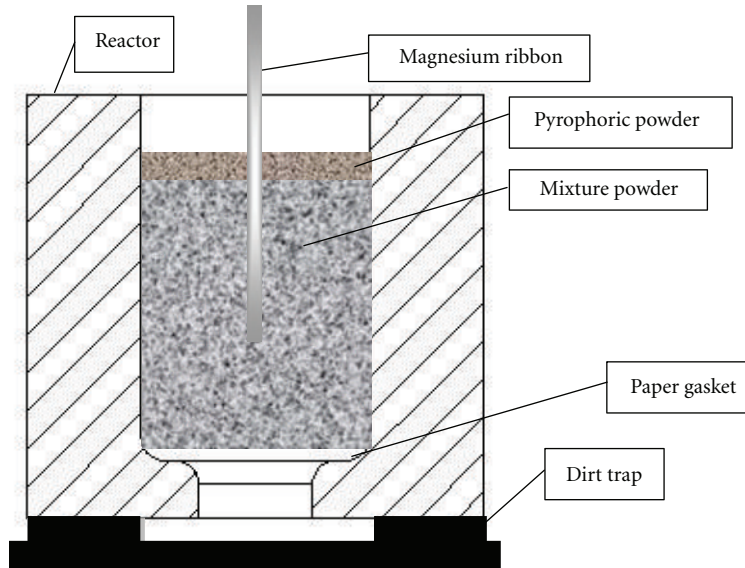 Reactor
Magnesium ribbon
Pyrophoric powder
Mixture powder
Paper gasket
Dirt trap